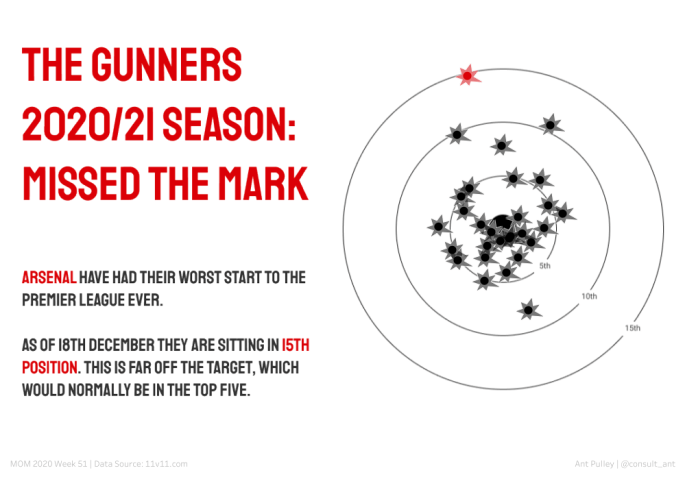 THE GUNNERS
2020/21 SEASON:
MISSED THE MARK
ARSENAL HAVE HAD THEIR WORST START TO THE
PREMIER LEAGUE EVER.
AS OF 18TH DECEMBER THEY ARE SITTING IN 15TH
POSITION. THIS IS FAR OFF THE TARGET, WHICH
WOULD NORMALLY BE IN THE TOP FIVE.
5th
10th
15th
MOM 2020 Week 51 | Data Source: 11v11.com
Ant Pulley | @consult_ant